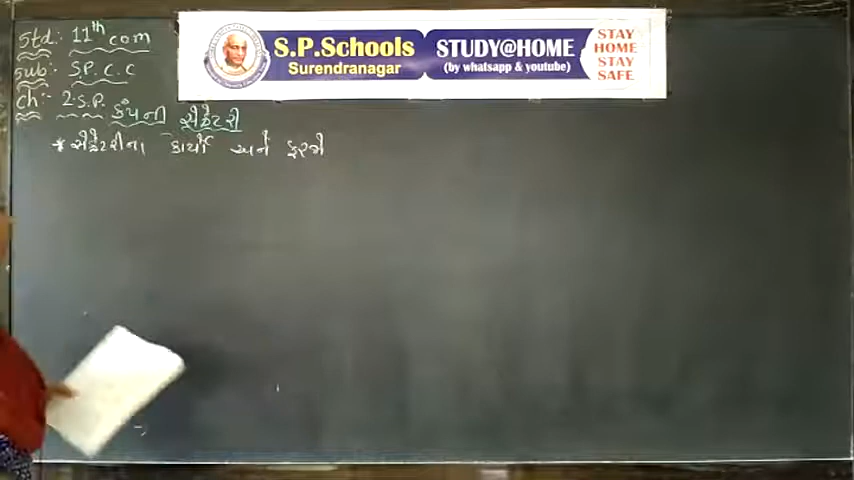 Std:- 11th com
Sub:- S.P.C.C
ch:- 2.S.P. કંપની સેક્રેટરી
* સેક્રેટરીના કાર્યો અને ફરજો
S.P.Schools
Surendranagar
STUDY@HOME
(by whatsapp & youtube)
STAY
HOME
STAY
SAFE